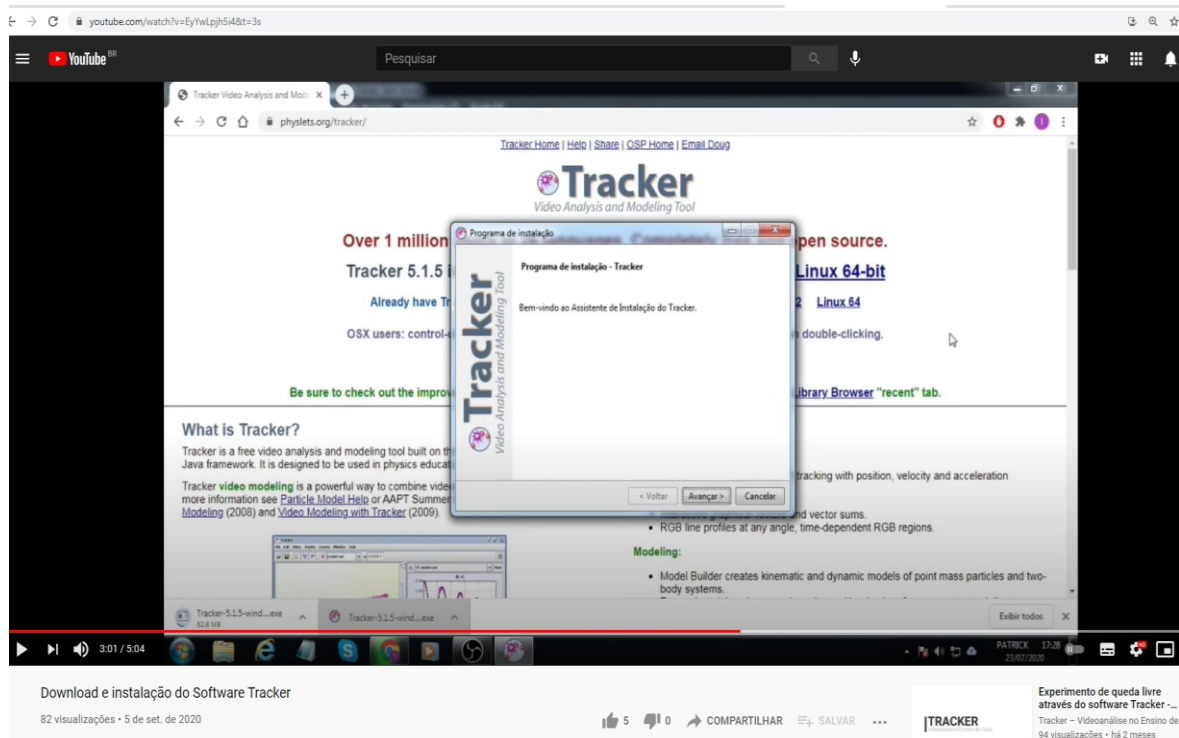 youtube.com/watch?v=EyYwLpjh5i4&t=3s
YouTube BR
Pesquisar
Tracker Video Analysis and Mode
physlets.org/tracker/
Tracker Home | Help | Share | OSP Home | Email Doug
Tracker
Video Analysis and Modeling Tool
Over 1 million
open source.
Tracker 5.1.5
Linux 64-bit
Already have Tr
2 Linux 64
OSX users: control-
double-clicking.
Be sure to check out the improv
Library Browser "recent" tab.
Programa de instalação
Tracker
Video Analysis and Modeling Tool
Programa de instalação - Tracker
Bem-vindo ao Assistente de Instalação do Tracker.
< Voltar
Avançar >
Cancelar
What is Tracker?
Tracker is a free video analysis and modeling tool built on th
Java framework. It is designed to be used in physics educat
Tracker video modeling is a powerful way to combine vide
more information see Particle Model Help or AAPT Summer
Modeling (2008) and Video Modeling with Tracker (2009).
tracking with position, velocity and acceleration
and vector sums.
• RGB line profiles at any angle, time-dependent RGB regions.
Modeling:
• Model Builder creates kinematic and dynamic models of point mass particles and two-
body systems.
Tracker-5.1.5-wind....exe
Tracker-5.1.5-wind....exe
Exibir todos
3:01 / 5:04
PATRICK 17:28
23/07/2020
Download e instalação do Software Tracker
82 visualizações • 5 de set. de 2020
5
0
COMPARTILHAR
SALVAR
TRACKER
Experimento de queda livre
através do software Tracker -...
Tracker – Videoanálise no Ensino de
94 visualizações • há 2 meses